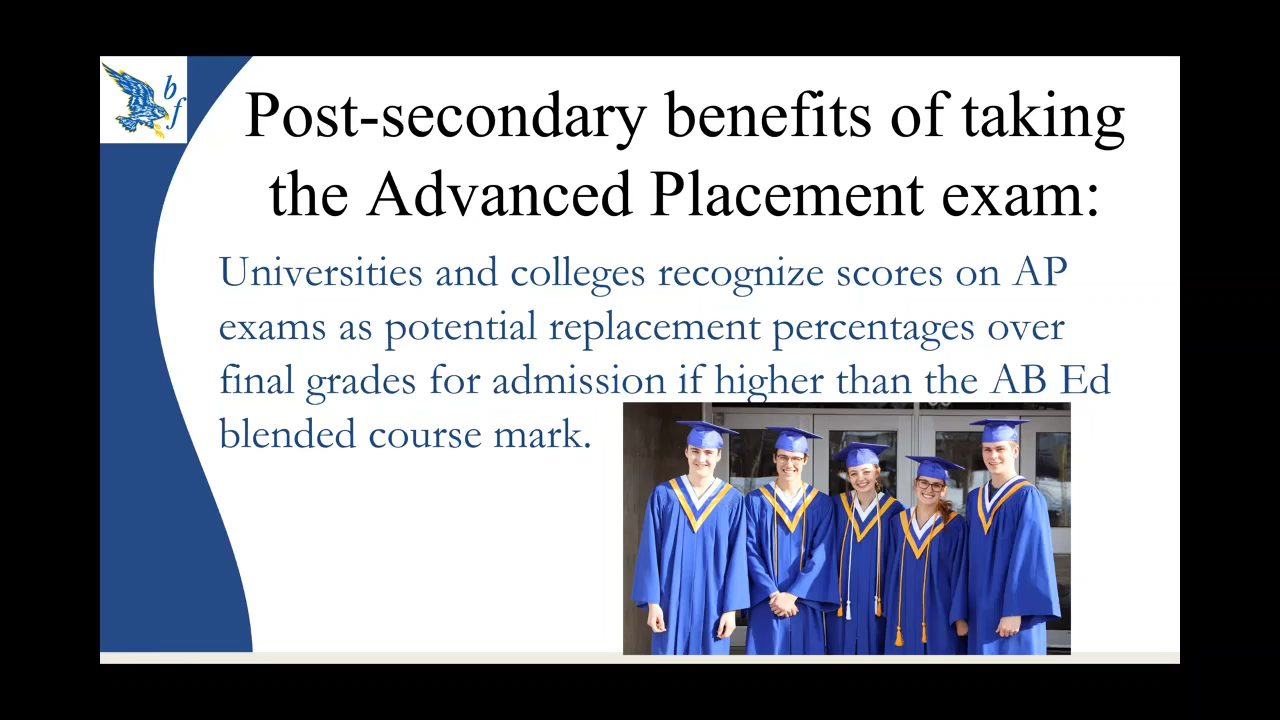 b
f
Post-secondary benefits of taking
the Advanced Placement exam:
Universities and colleges recognize scores on AP
exams as potential replacement percentages over
final grades for admission if higher than the AB Ed
blended course mark.